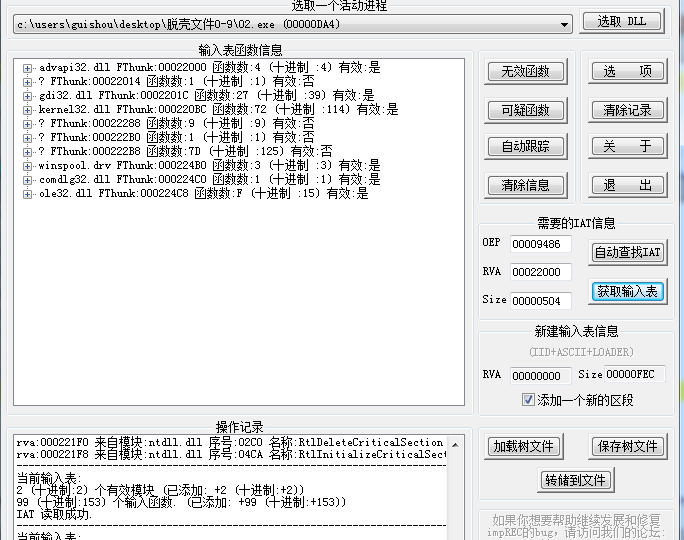 选取一个活动进程
c:\users\guishou\desktop\脱壳文件0-9\02.exe (00000DA4)
选取 DLL
输入表函数信息
advapi32.dll FThunk:00022000 函数数:4 (十进制 :4) 有效:是
? FThunk:00022014 函数数:1 (十进制 :1) 有效:否
gdi32.dll FThunk:0002201C 函数数:27 (十进制 :39) 有效:是
kernel32.dll FThunk:000220BC 函数数:72 (十进制 :114) 有效:是
? FThunk:00022288 函数数:9 (十进制 :9) 有效:否
? FThunk:000222B0 函数数:1 (十进制 :1) 有效:否
? FThunk:000222B8 函数数:7D (十进制 :125) 有效:否
winspool.drv FThunk:000224B0 函数数:3 (十进制 :3) 有效:是
comdlg32.dll FThunk:000224C0 函数数:1 (十进制 :1) 有效:是
ole32.dll FThunk:000224C8 函数数:F (十进制 :15) 有效:是
无效函数
选 项
可疑函数
清除记录
自动跟踪
关 于
清除信息
退 出
需要的IAT信息
OEP 00009486
自动查找IAT
RVA 00022000
获取输入表
Size 00000504
新建输入表信息
(IID+ASCII+LOADER)
RVA 00000000 Size 00000FEC
添加一个新的区段
操作记录
rva:000221F0 来自模块:ntdll.dll 序号:02C0 名称:RtlDeleteCriticalSection
rva:000221F8 来自模块:ntdll.dll 序号:04CA 名称:RtlInitializeCriticalSect
当前输入表:
2 (十进制:2) 个有效模块 (已添加: +2 (十进制:+2))
99 (十进制:153) 个输入函数. (已添加: +99 (十进制:+153))
IAT 读取成功.
当前输入表:
加载树文件
保存树文件
转储到文件
如果你想要帮助继续发展和修复
impREC的bug, 请访问我们的论坛: